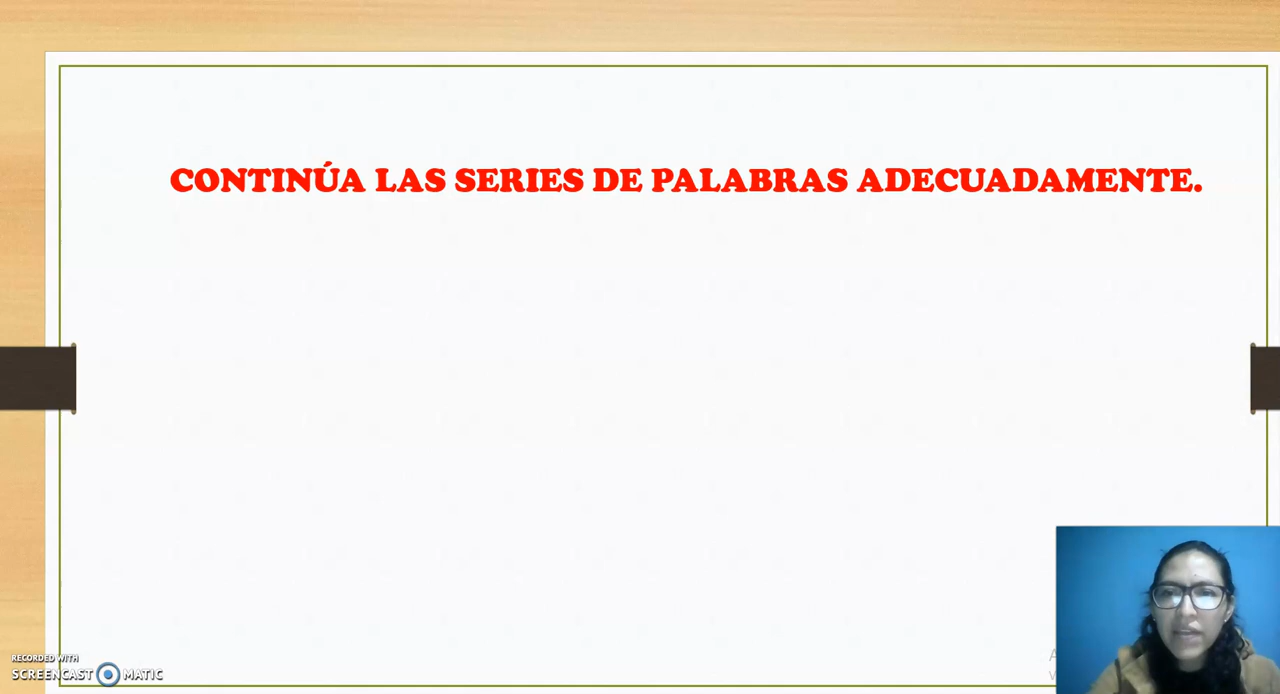 CONTINÚA LAS SERIES DE PALABRAS ADECUADAMENTE.
RECORDED WITH
SCREENCAST MATIC